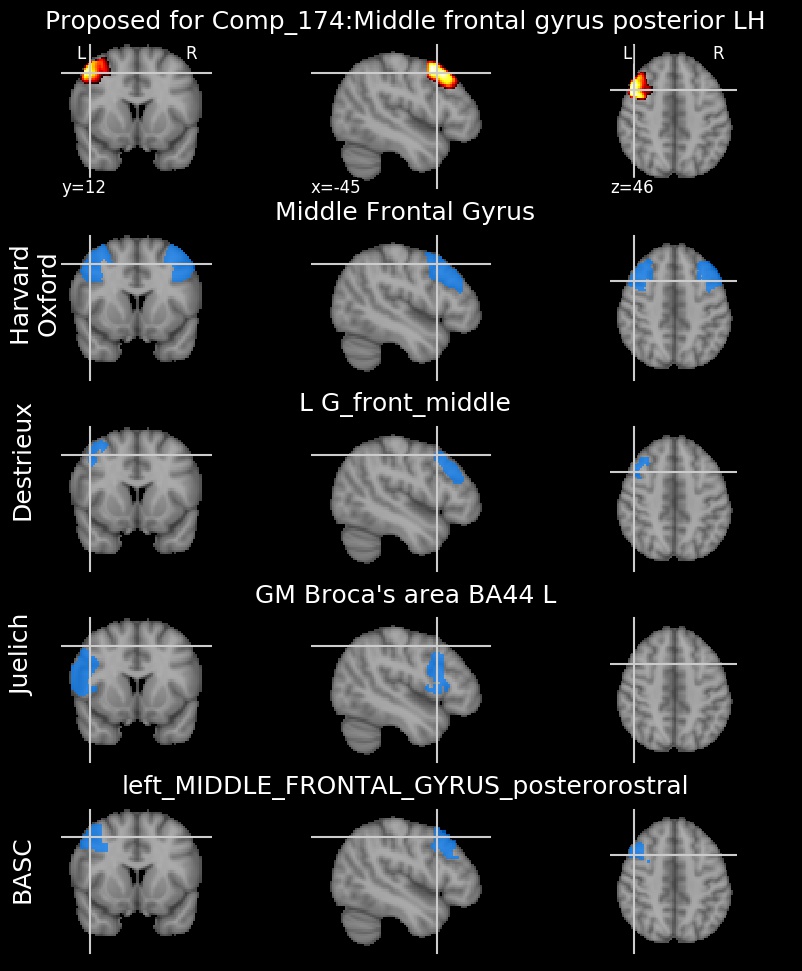 Proposed for Comp_174:Middle frontal gyrus posterior LH
L R L R
y=12 x=-45 z=46
Middle Frontal Gyrus
Harvard
Oxford
L G_front_middle
Destrieux
GM Broca's area BA44 L
Juelich
left_MIDDLE_FRONTAL_GYRUS_posterorostral
BASC